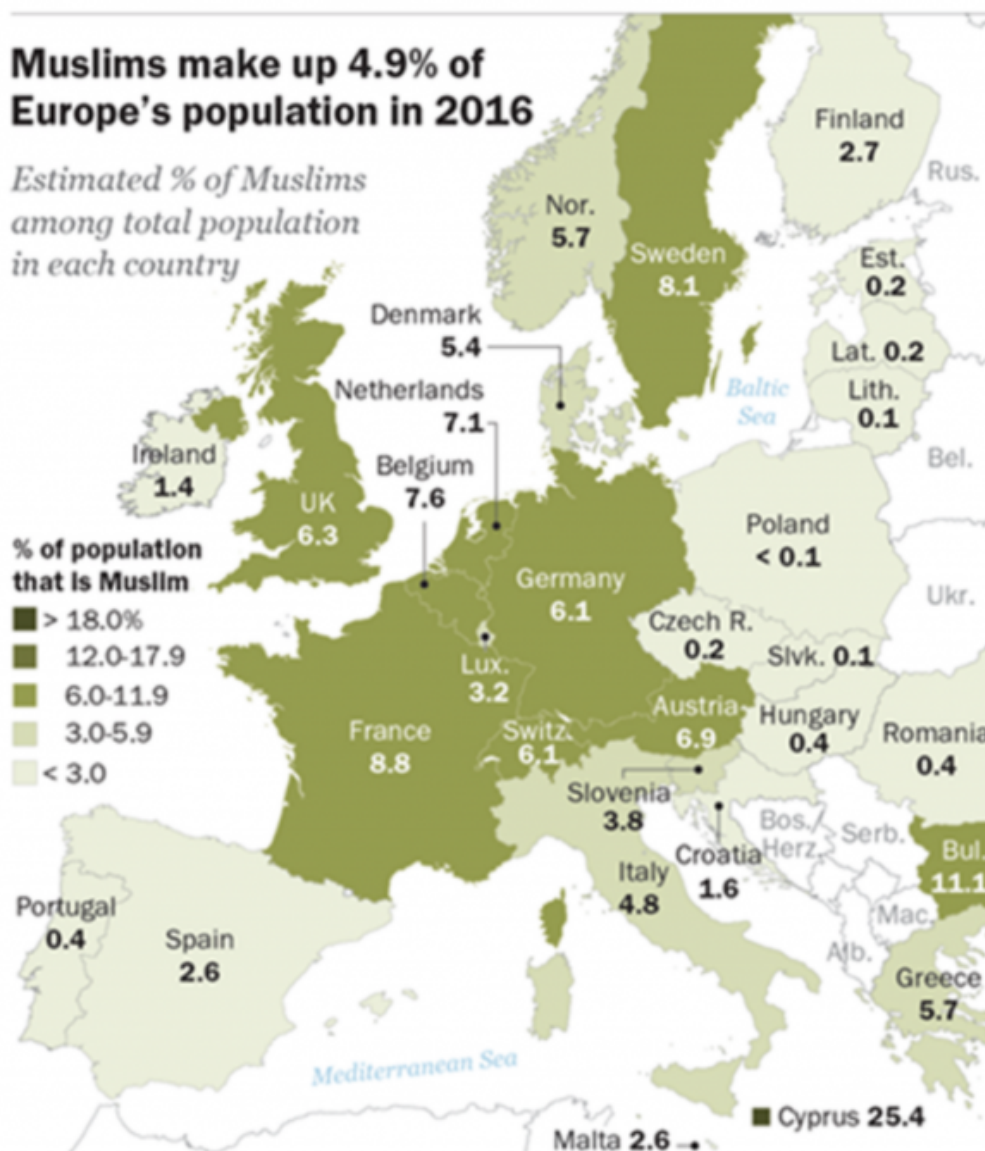 Muslims make up 4.9% of
Europe's population in 2016
Estimated % of Muslims
among total population
in each country
Finland
2.7
Rus.
Nor.
5.7
Sweden
8.1
Est.
0.2
Denmark
5.4
Lat. 0.2
Netherlands
7.1
Baltic
Sea
Lith.
0.1
Ireland
1.4
Belgium
7.6
Bel.
UK
6.3
Poland
< 0.1
% of population
that is Muslim
> 18.0%
12.0-17.9
6.0-11.9
3.0-5.9
< 3.0
Germany
6.1
Ukr.
Czech R.
0.2
Slvk. 0.1
Lux.
3.2
France
8.8
Switz.
6.1
Austria
6.9
Hungary
0.4
Romania
0.4
Slovenia
3.8
Bos./
Herz.
Serb.
Croatia
1.6
Bul.
11.1
Italy
4.8
Portugal
0.4
Spain
2.6
Mac.
Alb.
Greece
5.7
Mediterranean Sea
Cyprus 25.4
Malta 2.6